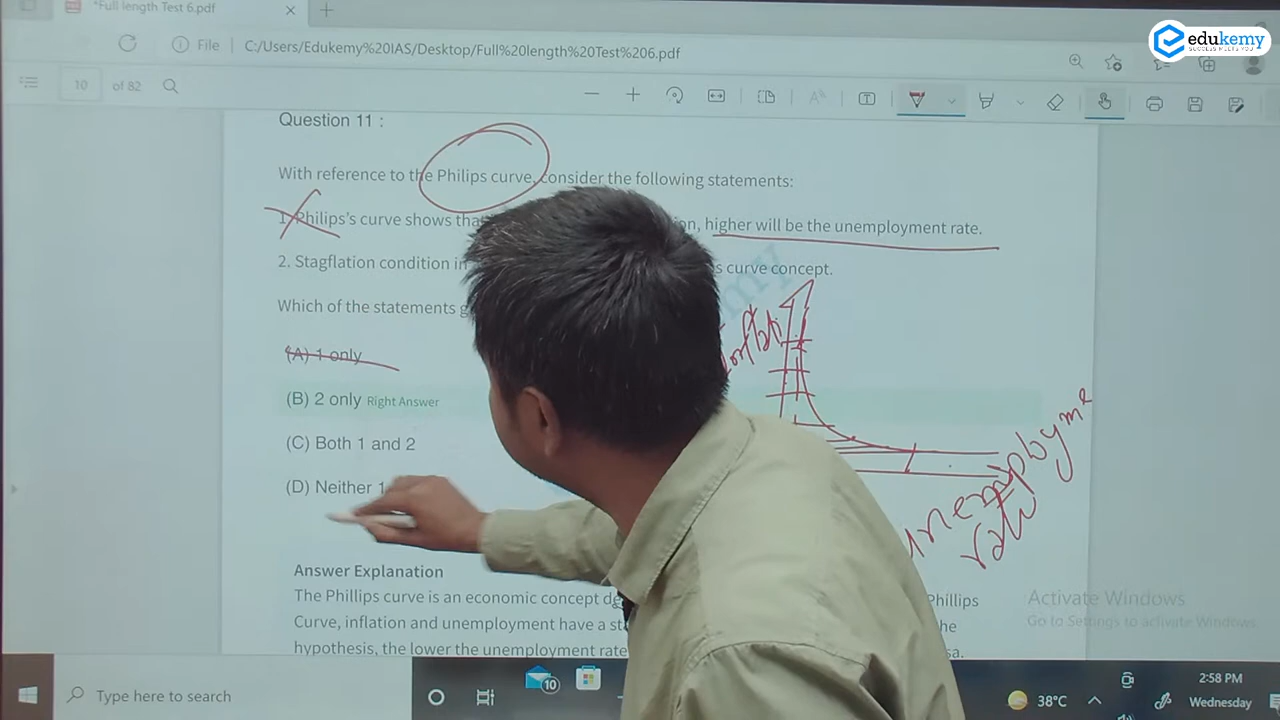 *Full length Test 6.pdf
File C:/Users/Edukemy%20IAS/Desktop/Full%20length%20Test%206.pdf
edukemy
10 of 82
Question 11 :
With reference to the Philips curve, consider the following statements:
1. Philips's curve shows that on, higher will be the unemployment rate.
2. Stagflation condition in s curve concept.
Which of the statements g
(A) 1 only
(B) 2 only Right Answer
(C) Both 1 and 2
(D) Neither 1
unemployme
rate
Answer Explanation
The Phillips curve is an economic concept de Phillips
Curve, inflation and unemployment have a st he
hypothesis, the lower the unemployment rate sa.
Activate Windows
Go to Settings to activate Windows.
Type here to search
10
38°C
2:58 PM
Wednesday